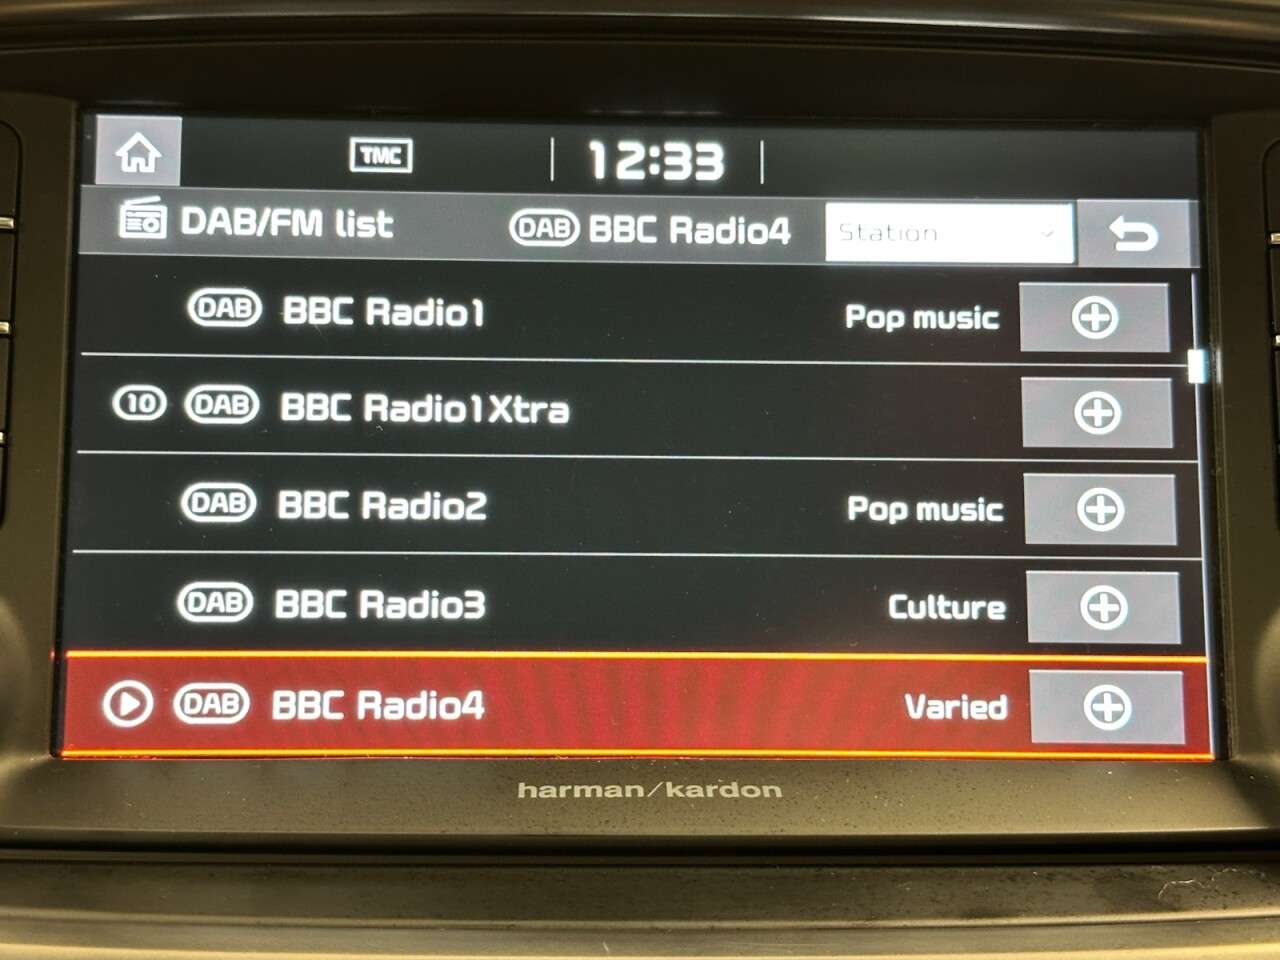 TMC 12:33
DAB/FM list DAB BBC Radio4 Station
DAB BBC Radio1 Pop music
10 DAB BBC Radio1Xtra
DAB BBC Radio2 Pop music
DAB BBC Radio3 Culture
DAB BBC Radio4 Varied
harman/kardon